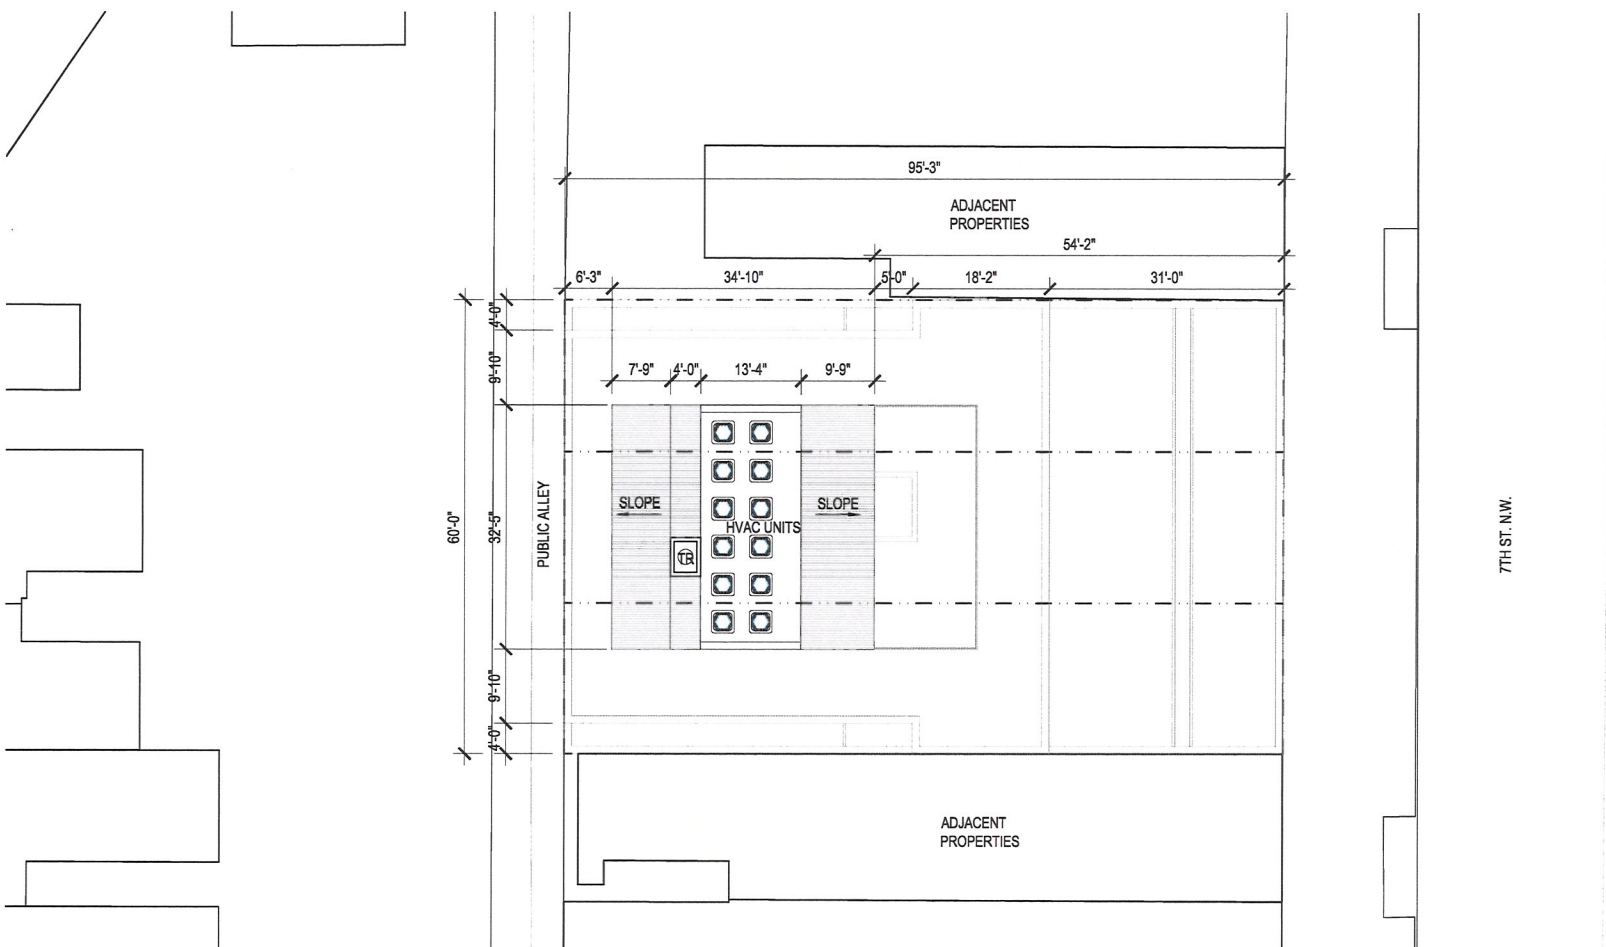 95'-3"
ADJACENT
PROPERTIES
54'-2"
6'-3"
34'-10"
5'-0"
18'-2"
31'-0"
4'-0"
9'-10"
7'-9"
4'-0"
13'-4"
9'-9"
SLOPE
SLOPE
HVAC UNITS
TR
PUBLIC ALLEY
60'-0"
32'-5"
7TH ST. N.W.
9'-10"
4'-0"
ADJACENT
PROPERTIES